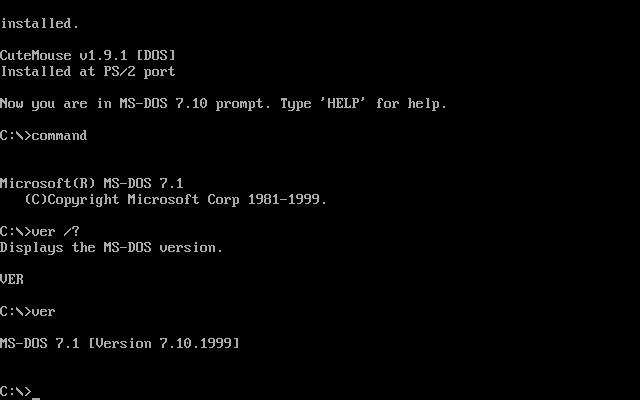 installed.
CuteMouse v1.9.1 [DOS]
Installed at PS/2 port
Now you are in MS-DOS 7.10 prompt. Type 'HELP' for help.
C:\>command
Microsoft(R) MS-DOS 7.1
(C)Copyright Microsoft Corp 1981-1999.
C:\>ver /?
Displays the MS-DOS version.
VER
C:\>ver
MS-DOS 7.1 [Version 7.10.1999]
C:\>_